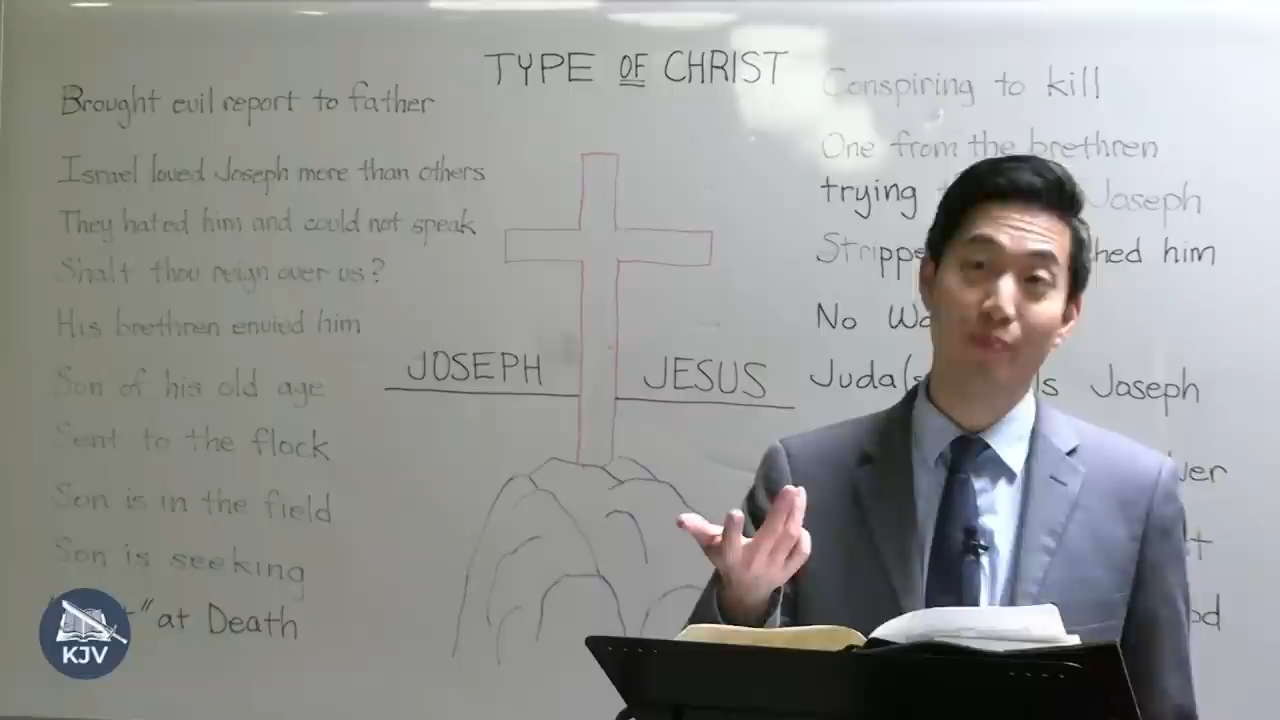 TYPE OF CHRIST
Brought evil report to father
Israel loved Joseph more than others
They hated him and could not speak
Shalt thou reign over us?
His brethren envied him
Son of his old age
Sent to the flock
Son is in the field
Son is seeking
" at Death
JOSEPH
JESUS
Conspiring to kill
One from the brethren
trying Joseph
him
No
Joseph
KJV